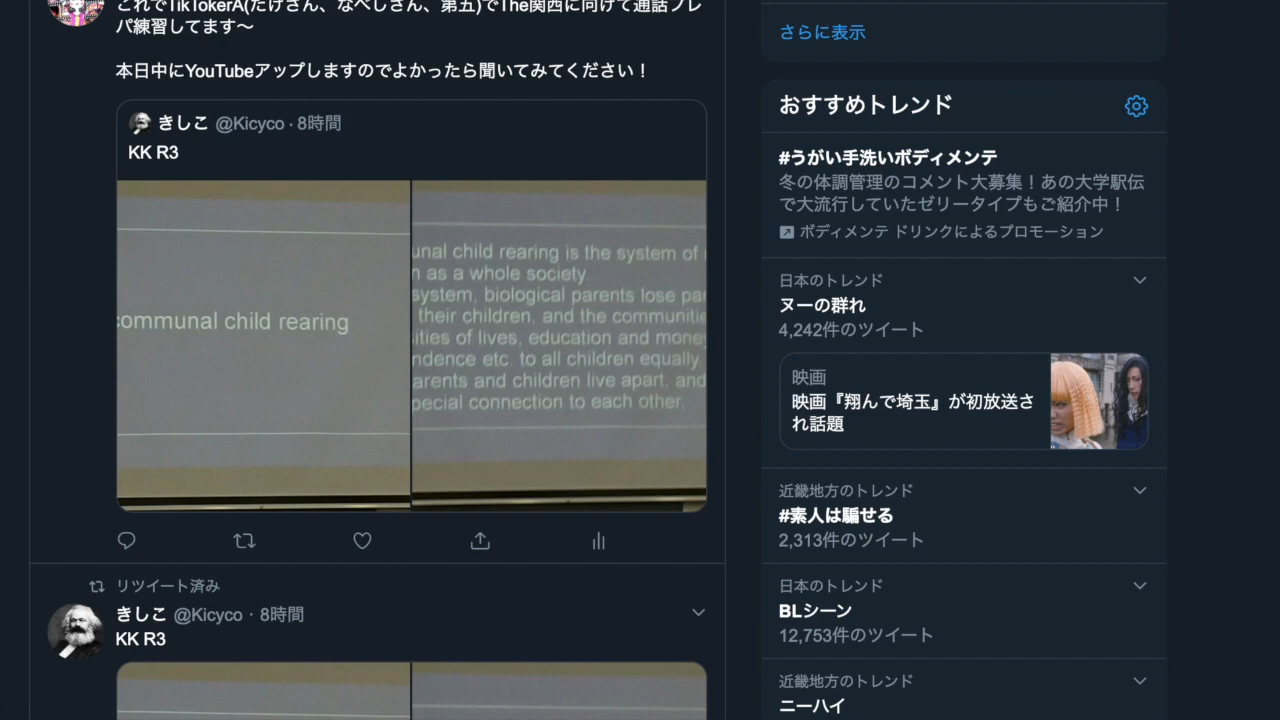 これでTikTokerA(たけさん、なべしさん、第五)でThe関西に向けて通話プレ
パ練習してます〜
本日中にYouTubeアップしますのでよかったら聞いてみてください！
きしこ @Kicyco · 8時間
KK R3
communal child rearing
unal child rearing is the system of
n as a whole society.
system, biological parents lose
their children, and the communitie
ities of lives, education and money
ndence etc. to all children equally
arents and children live apart, and
pecial connection to each other.
リツイート済み
きしこ @Kicyco · 8時間
KK R3
さらに表示
おすすめトレンド
#うがい手洗いボディメンテ
冬の体調管理のコメント大募集！あの大学駅伝
で大流行していたゼリータイプもご紹介中！
ボディメンテ ドリンクによるプロモーション
日本のトレンド
ヌーの群れ
4,242件のツイート
映画
映画『翔んで埼玉』が初放送さ
れ話題
近畿地方のトレンド
#素人は騙せる
2,313件のツイート
日本のトレンド
BLシーン
12,753件のツイート
近畿地方のトレンド
ニーハイ